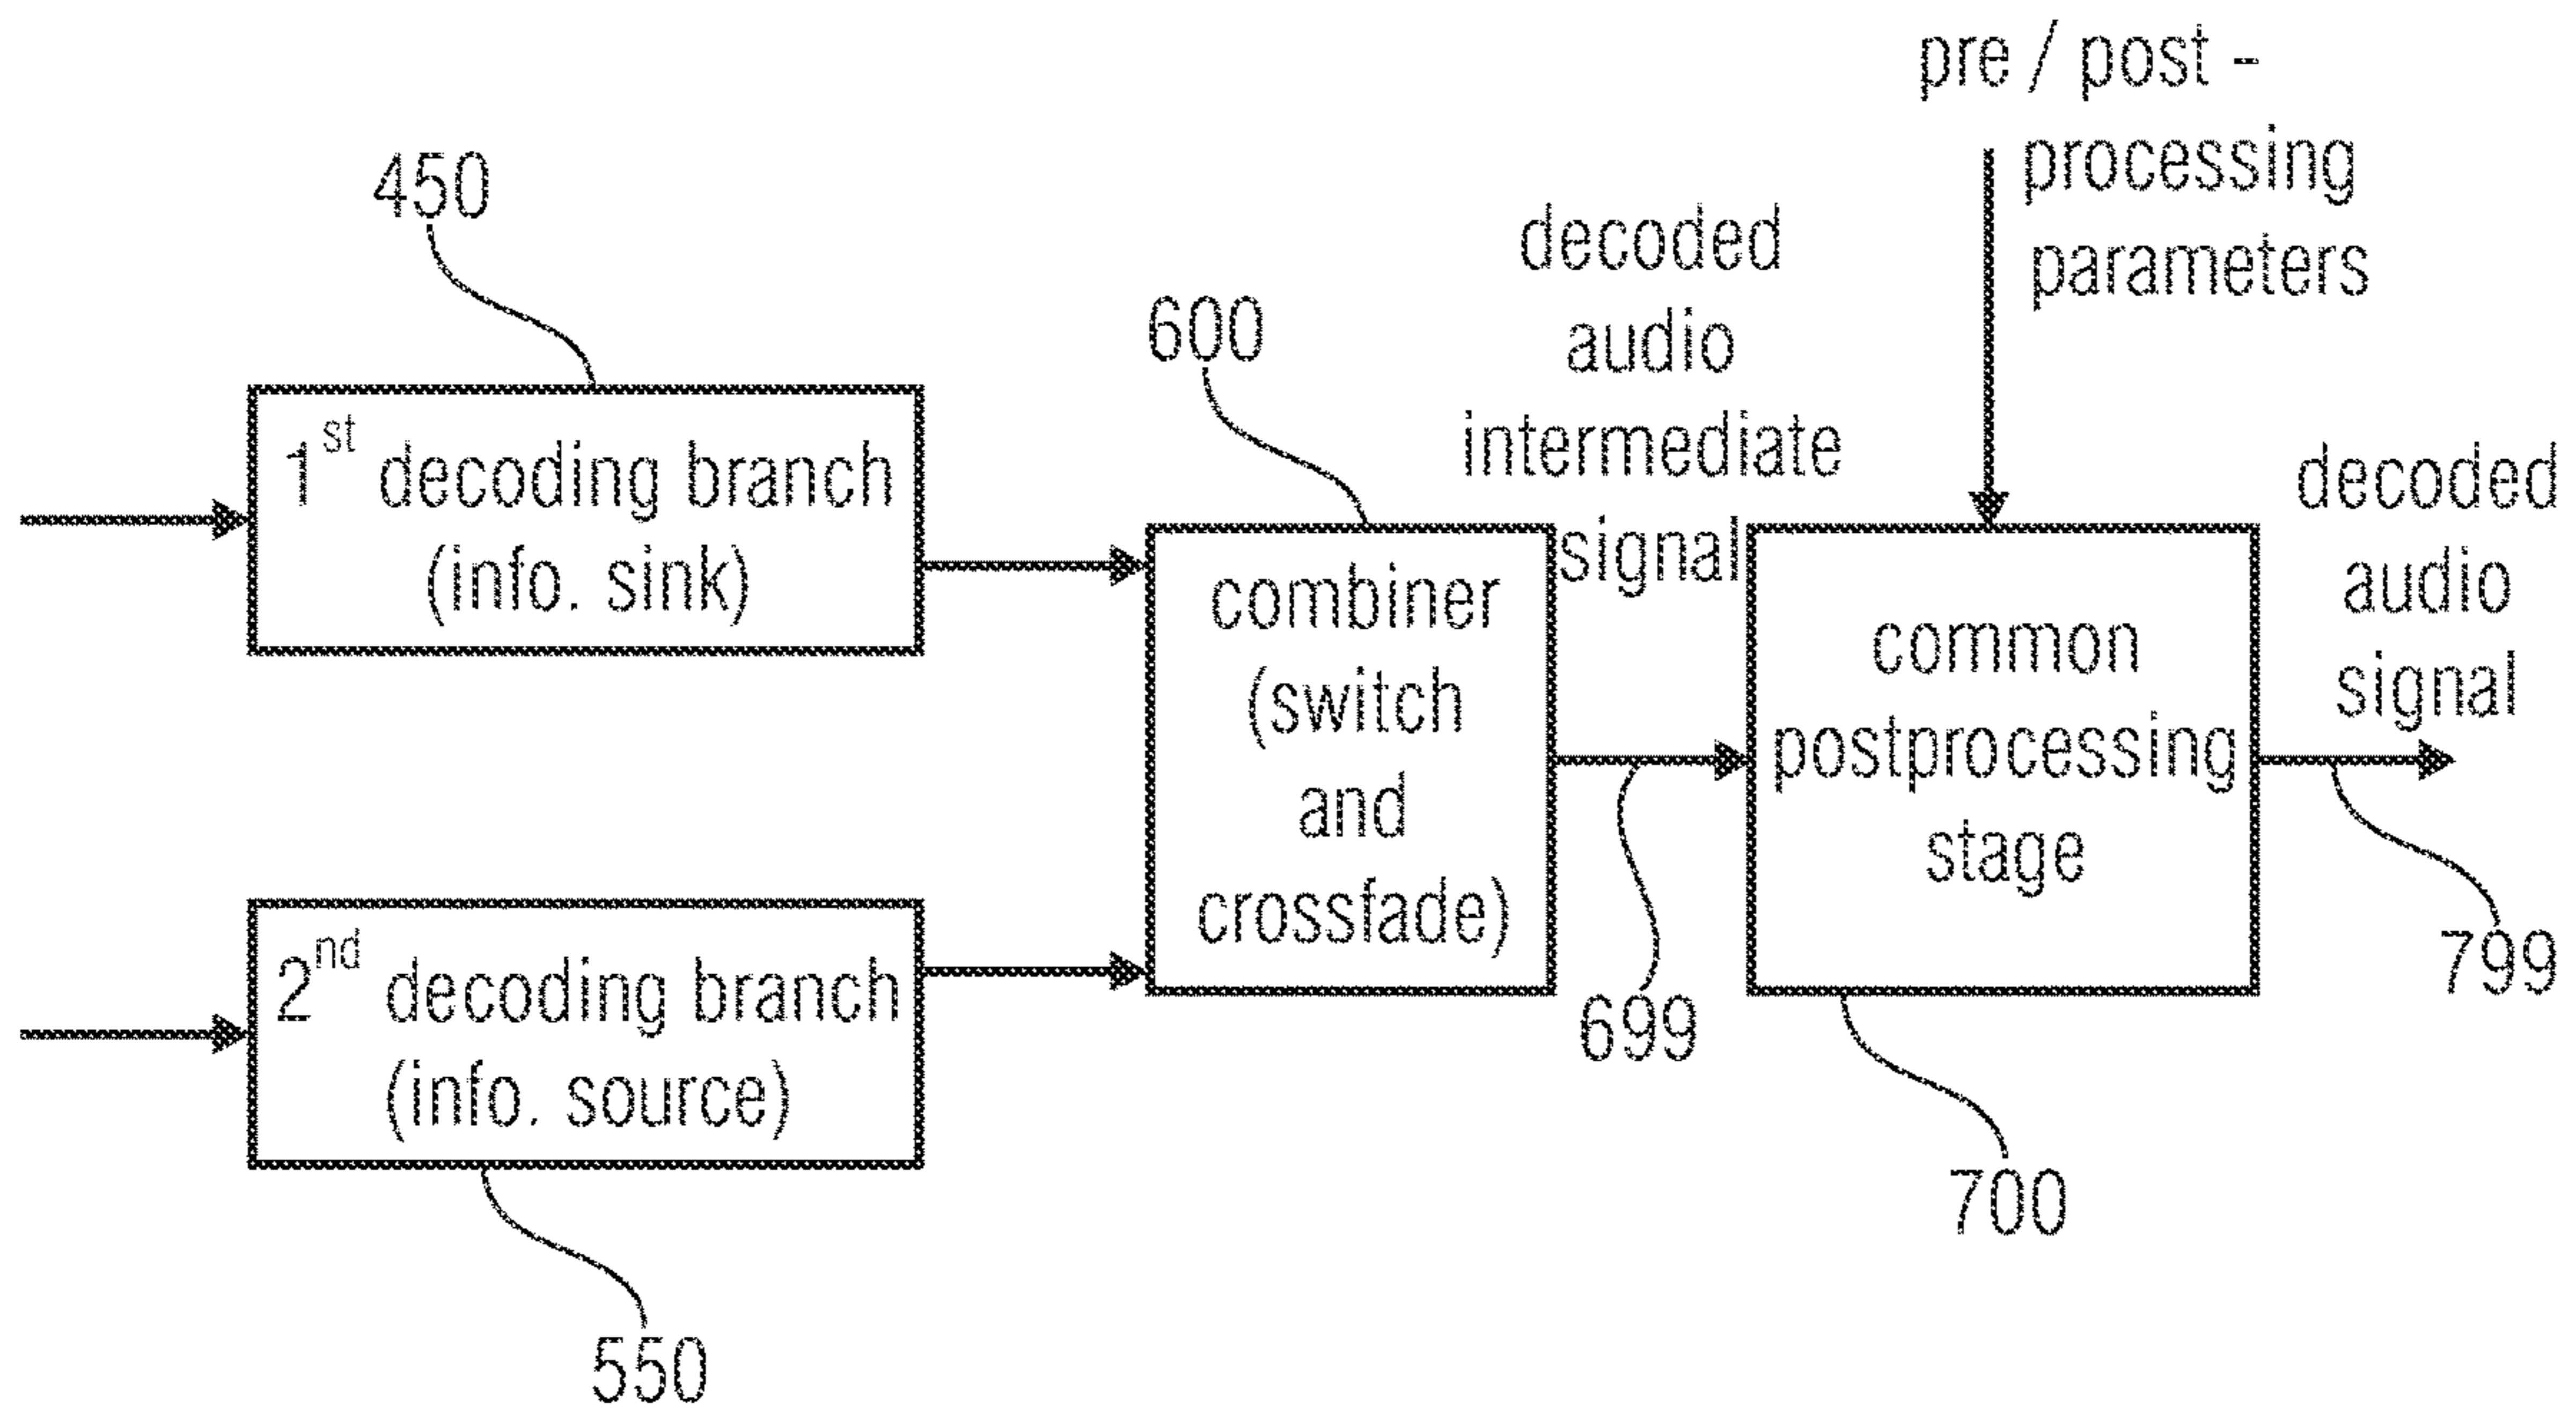 pre / post -
processing
parameters
450
decoded
audio
intermediate
signal
600
decoded
audio
signal
1st decoding branch
(info. sink)
combiner
(switch
and
crossfade)
common
postprocessing
stage
2nd decoding branch
(info. source)
699
799
700
550